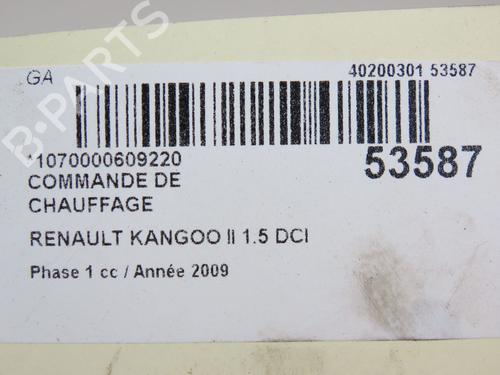 GA
40200301 53587
*1070000609220
53587
COMMANDE DE
CHAUFFAGE
RENAULT KANGOO II 1.5 DCI
Phase 1 cc / Année 2009
B-PARTS